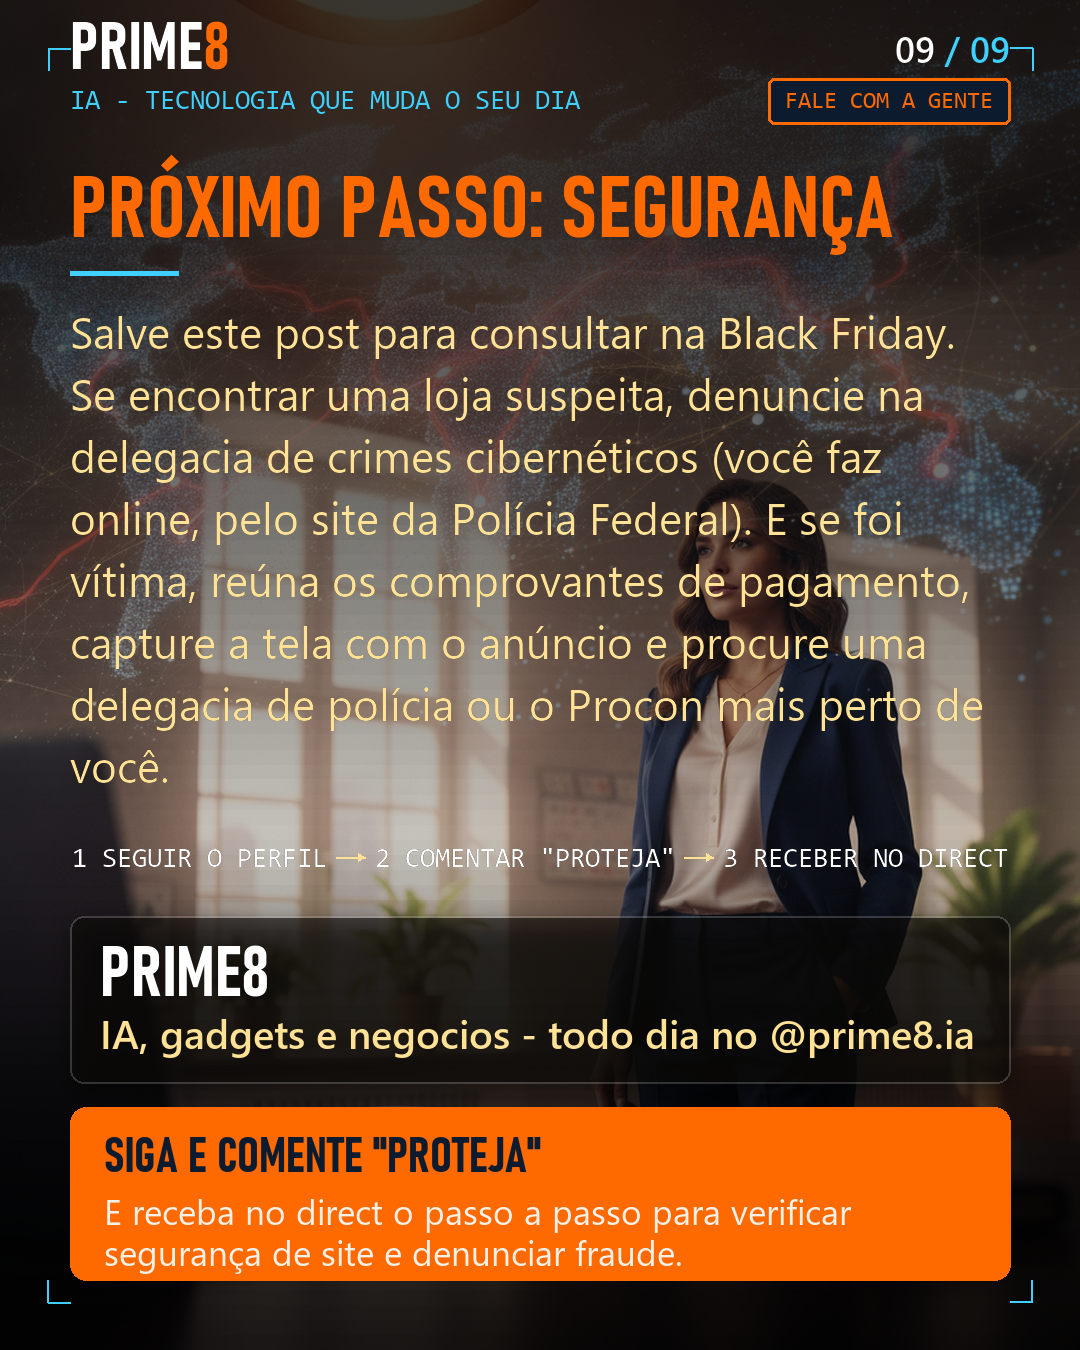 PRIME8
09 / 09
IA - TECNOLOGIA QUE MUDA O SEU DIA
FALE COM A GENTE
PRÓXIMO PASSO: SEGURANÇA
Salve este post para consultar na Black Friday.
Se encontrar uma loja suspeita, denuncie na
delegacia de crimes cibernéticos (você faz
online, pelo site da Polícia Federal). E se foi
vítima, reúna os comprovantes de pagamento,
capture a tela com o anúncio e procure uma
delegacia de polícia ou o Procon mais perto de
você.
1 SEGUIR O PERFIL → 2 COMENTAR "PROTEJA" → 3 RECEBER NO DIRECT
PRIME8
IA, gadgets e negocios - todo dia no @prime8.ia
SIGA E COMENTE "PROTEJA"
E receba no direct o passo a passo para verificar
segurança de site e denunciar fraude.